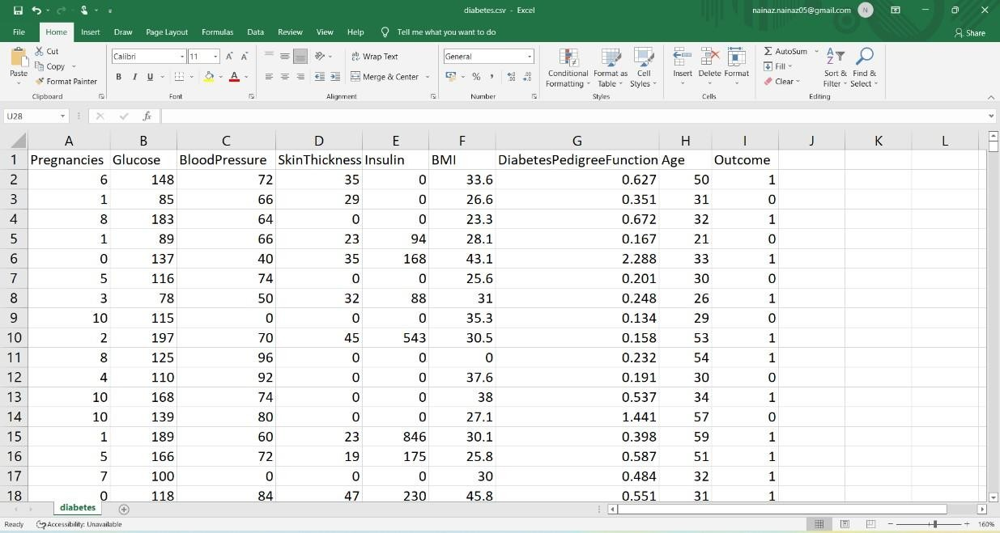 diabetes.csv - Excel
nainaz.nainaz05@gmail.com N
File Home Insert Draw Page Layout Formulas Data Review View Help Tell me what you want to do Share
Paste Cut Copy Format Painter Clipboard
Calibri 11 A A B I U A Font
Wrap Text Merge & Center Alignment
General % , Number
Conditional Formatting Format as Table Cell Styles Styles
Insert Delete Format Cells
AutoSum Fill Clear Sort & Filter Find & Select Editing
U28 fx
A B C D E F G H I J K L
1 Pregnancies Glucose BloodPressure SkinThickness Insulin BMI DiabetesPedigreeFunction Age Outcome
2 6 148 72 35 0 33.6 0.627 50 1
3 1 85 66 29 0 26.6 0.351 31 0
4 8 183 64 0 0 23.3 0.672 32 1
5 1 89 66 23 94 28.1 0.167 21 0
6 0 137 40 35 168 43.1 2.288 33 1
7 5 116 74 0 0 25.6 0.201 30 0
8 3 78 50 32 88 31 0.248 26 1
9 10 115 0 0 0 35.3 0.134 29 0
10 2 197 70 45 543 30.5 0.158 53 1
11 8 125 96 0 0 0 0.232 54 1
12 4 110 92 0 0 37.6 0.191 30 0
13 10 168 74 0 0 38 0.537 34 1
14 10 139 80 0 0 27.1 1.441 57 0
15 1 189 60 23 846 30.1 0.398 59 1
16 5 166 72 19 175 25.8 0.587 51 1
17 7 100 0 0 0 30 0.484 32 1
18 0 118 84 47 230 45.8 0.551 31 1
diabetes
Ready Accessibility: Unavailable 160%